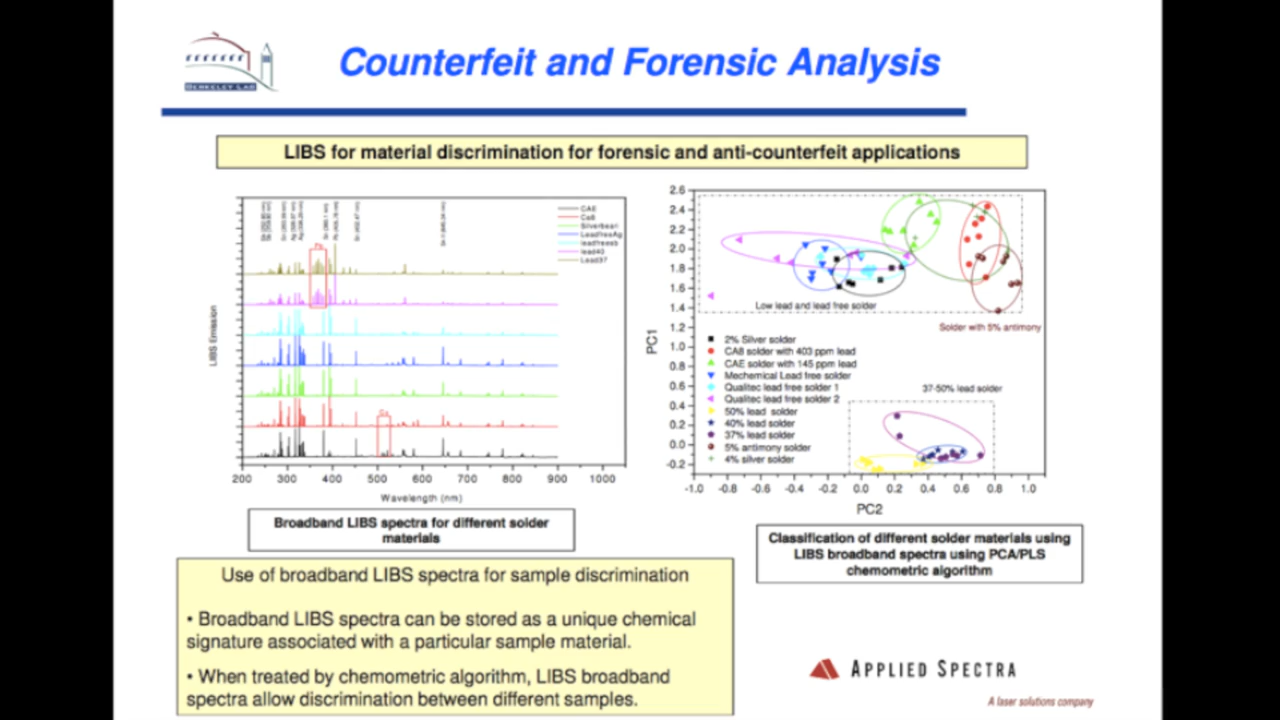 BERKELEY LAB
Counterfeit and Forensic Analysis
LIBS for material discrimination for forensic and anti-counterfeit applications
CAE
Ca8
Silverbearing
LeadfreeAg
leadfreesb
lead40
Lead37
LIBS Emission
200 300 400 500 600 700 800 900 1000
Wavelength (nm)
Broadband LIBS spectra for different solder
materials
2.6
2.4
2.2
2.0
1.8
1.6
1.4
1.2
1.0
0.8
0.6
0.4
0.2
0.0
-0.2
PC1
Low lead and lead free solder
Solder with 5% antimony
2% Silver solder
CA8 solder with 403 ppm lead
CAE solder with 145 ppm lead
Mechemical Lead free solder
Qualitec lead free solder 1
Qualitec lead free solder 2
50% lead solder
40% lead solder
37% lead solder
5% antimony solder
4% silver solder
37-50% lead solder
-1.0 -0.8 -0.6 -0.4 -0.2 0.0 0.2 0.4 0.6 0.8 1.0
PC2
Classification of different solder materials using
LIBS broadband spectra using PCA/PLS
chemometric algorithm
Use of broadband LIBS spectra for sample discrimination
• Broadband LIBS spectra can be stored as a unique chemical
signature associated with a particular sample material.
• When treated by chemometric algorithm, LIBS broadband
spectra allow discrimination between different samples.
APPLIED SPECTRA
A laser solutions company